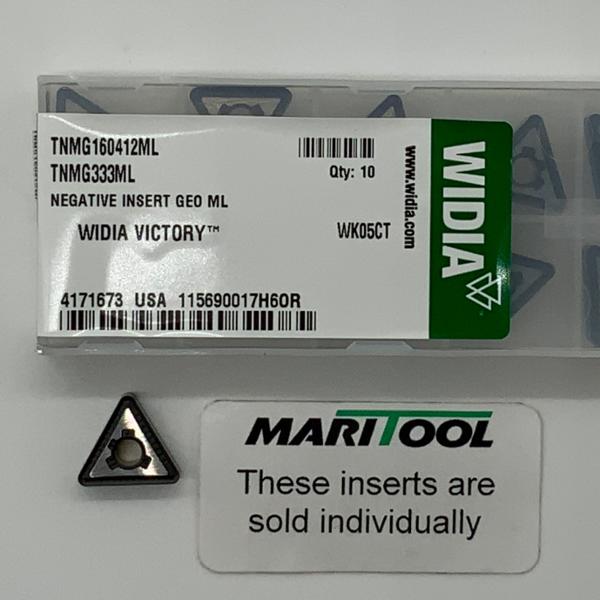 TNMG160412ML
TNMG333ML
Qty: 10
NEGATIVE INSERT GEO ML
WIDIA VICTORY™
WK05CT
4171673 USA 115690017H60R
www.widia.com
WIDIA
MARITOOL
These inserts are
sold individually